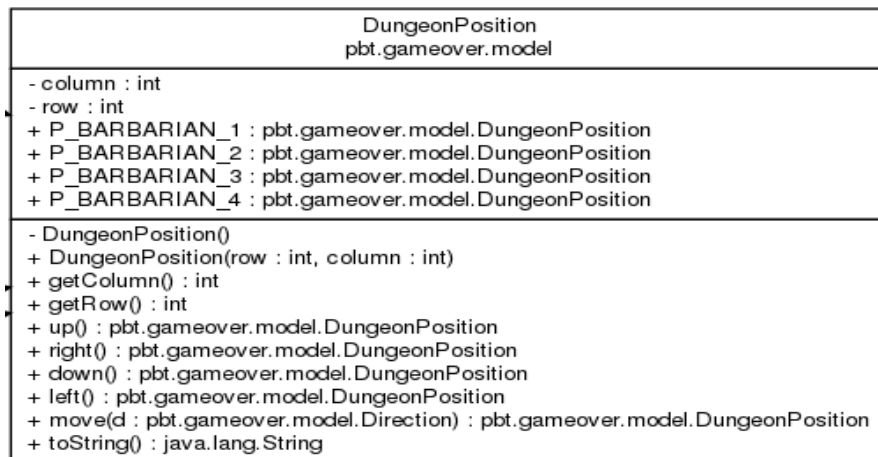 DungeonPosition
pbt.gameover.model
- column : int
- row : int
+ P_BARBARIAN_1 : pbt.gameover.model.DungeonPosition
+ P_BARBARIAN_2 : pbt.gameover.model.DungeonPosition
+ P_BARBARIAN_3 : pbt.gameover.model.DungeonPosition
+ P_BARBARIAN_4 : pbt.gameover.model.DungeonPosition
- DungeonPosition()
+ DungeonPosition(row : int, column : int)
+ getColumn() : int
+ getRow() : int
+ up() : pbt.gameover.model.DungeonPosition
+ right() : pbt.gameover.model.DungeonPosition
+ down() : pbt.gameover.model.DungeonPosition
+ left() : pbt.gameover.model.DungeonPosition
+ move(d : pbt.gameover.model.Direction) : pbt.gameover.model.DungeonPosition
+ toString() : java.lang.String